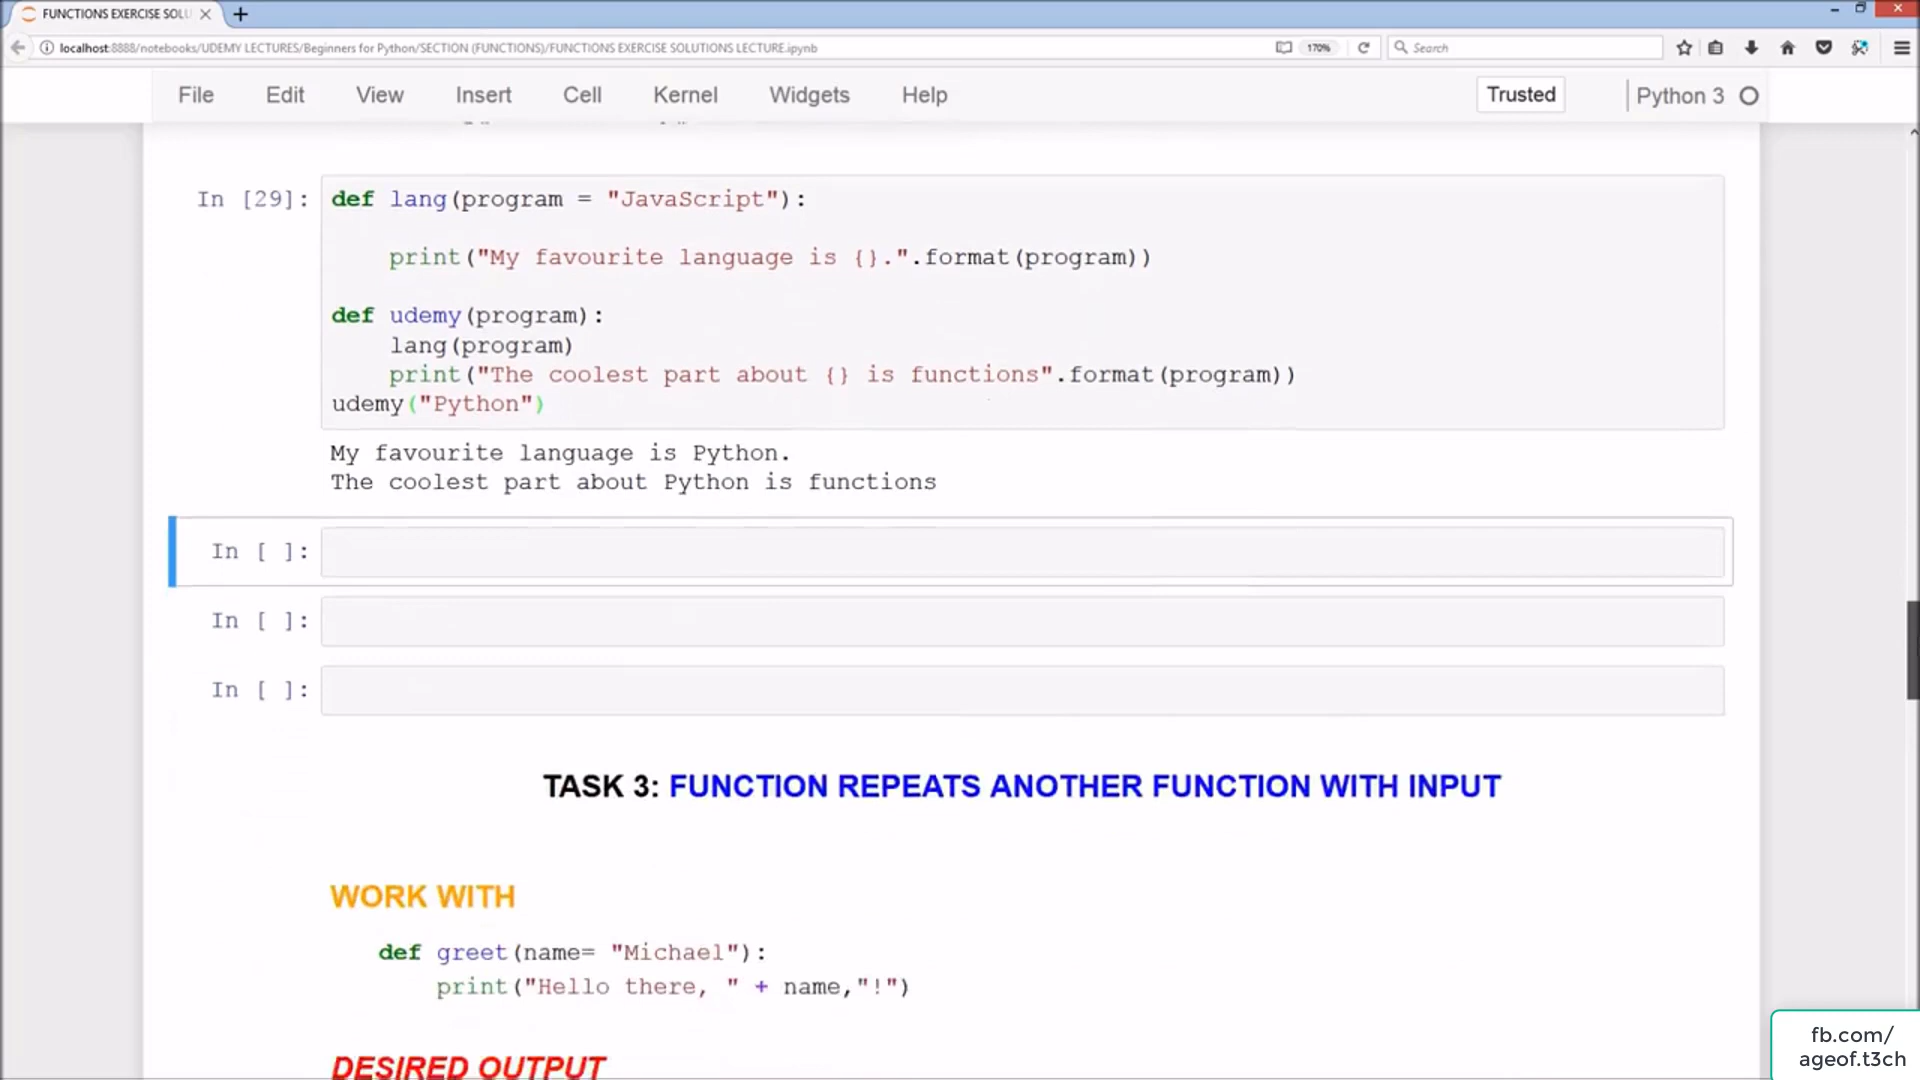 FUNCTIONS EXERCISE SOLU
localhost:8888/notebooks/UDEMY LECTURES/Beginners for Python/SECTION (FUNCTIONS)/FUNCTIONS EXERCISE SOLUTIONS LECTURE.ipynb
170%
Search
File Edit View Insert Cell Kernel Widgets Help
Trusted
Python 3
In [29]: def lang(program = "JavaScript"):
print("My favourite language is {}.".format(program))
def udemy(program):
lang(program)
print("The coolest part about {} is functions".format(program))
udemy("Python")
My favourite language is Python.
The coolest part about Python is functions
In [ ]:
In [ ]:
In [ ]:
TASK 3: FUNCTION REPEATS ANOTHER FUNCTION WITH INPUT
WORK WITH
def greet(name= "Michael"):
print("Hello there, " + name,"!")
DESIRED OUTPUT
fb.com/
ageof.t3ch